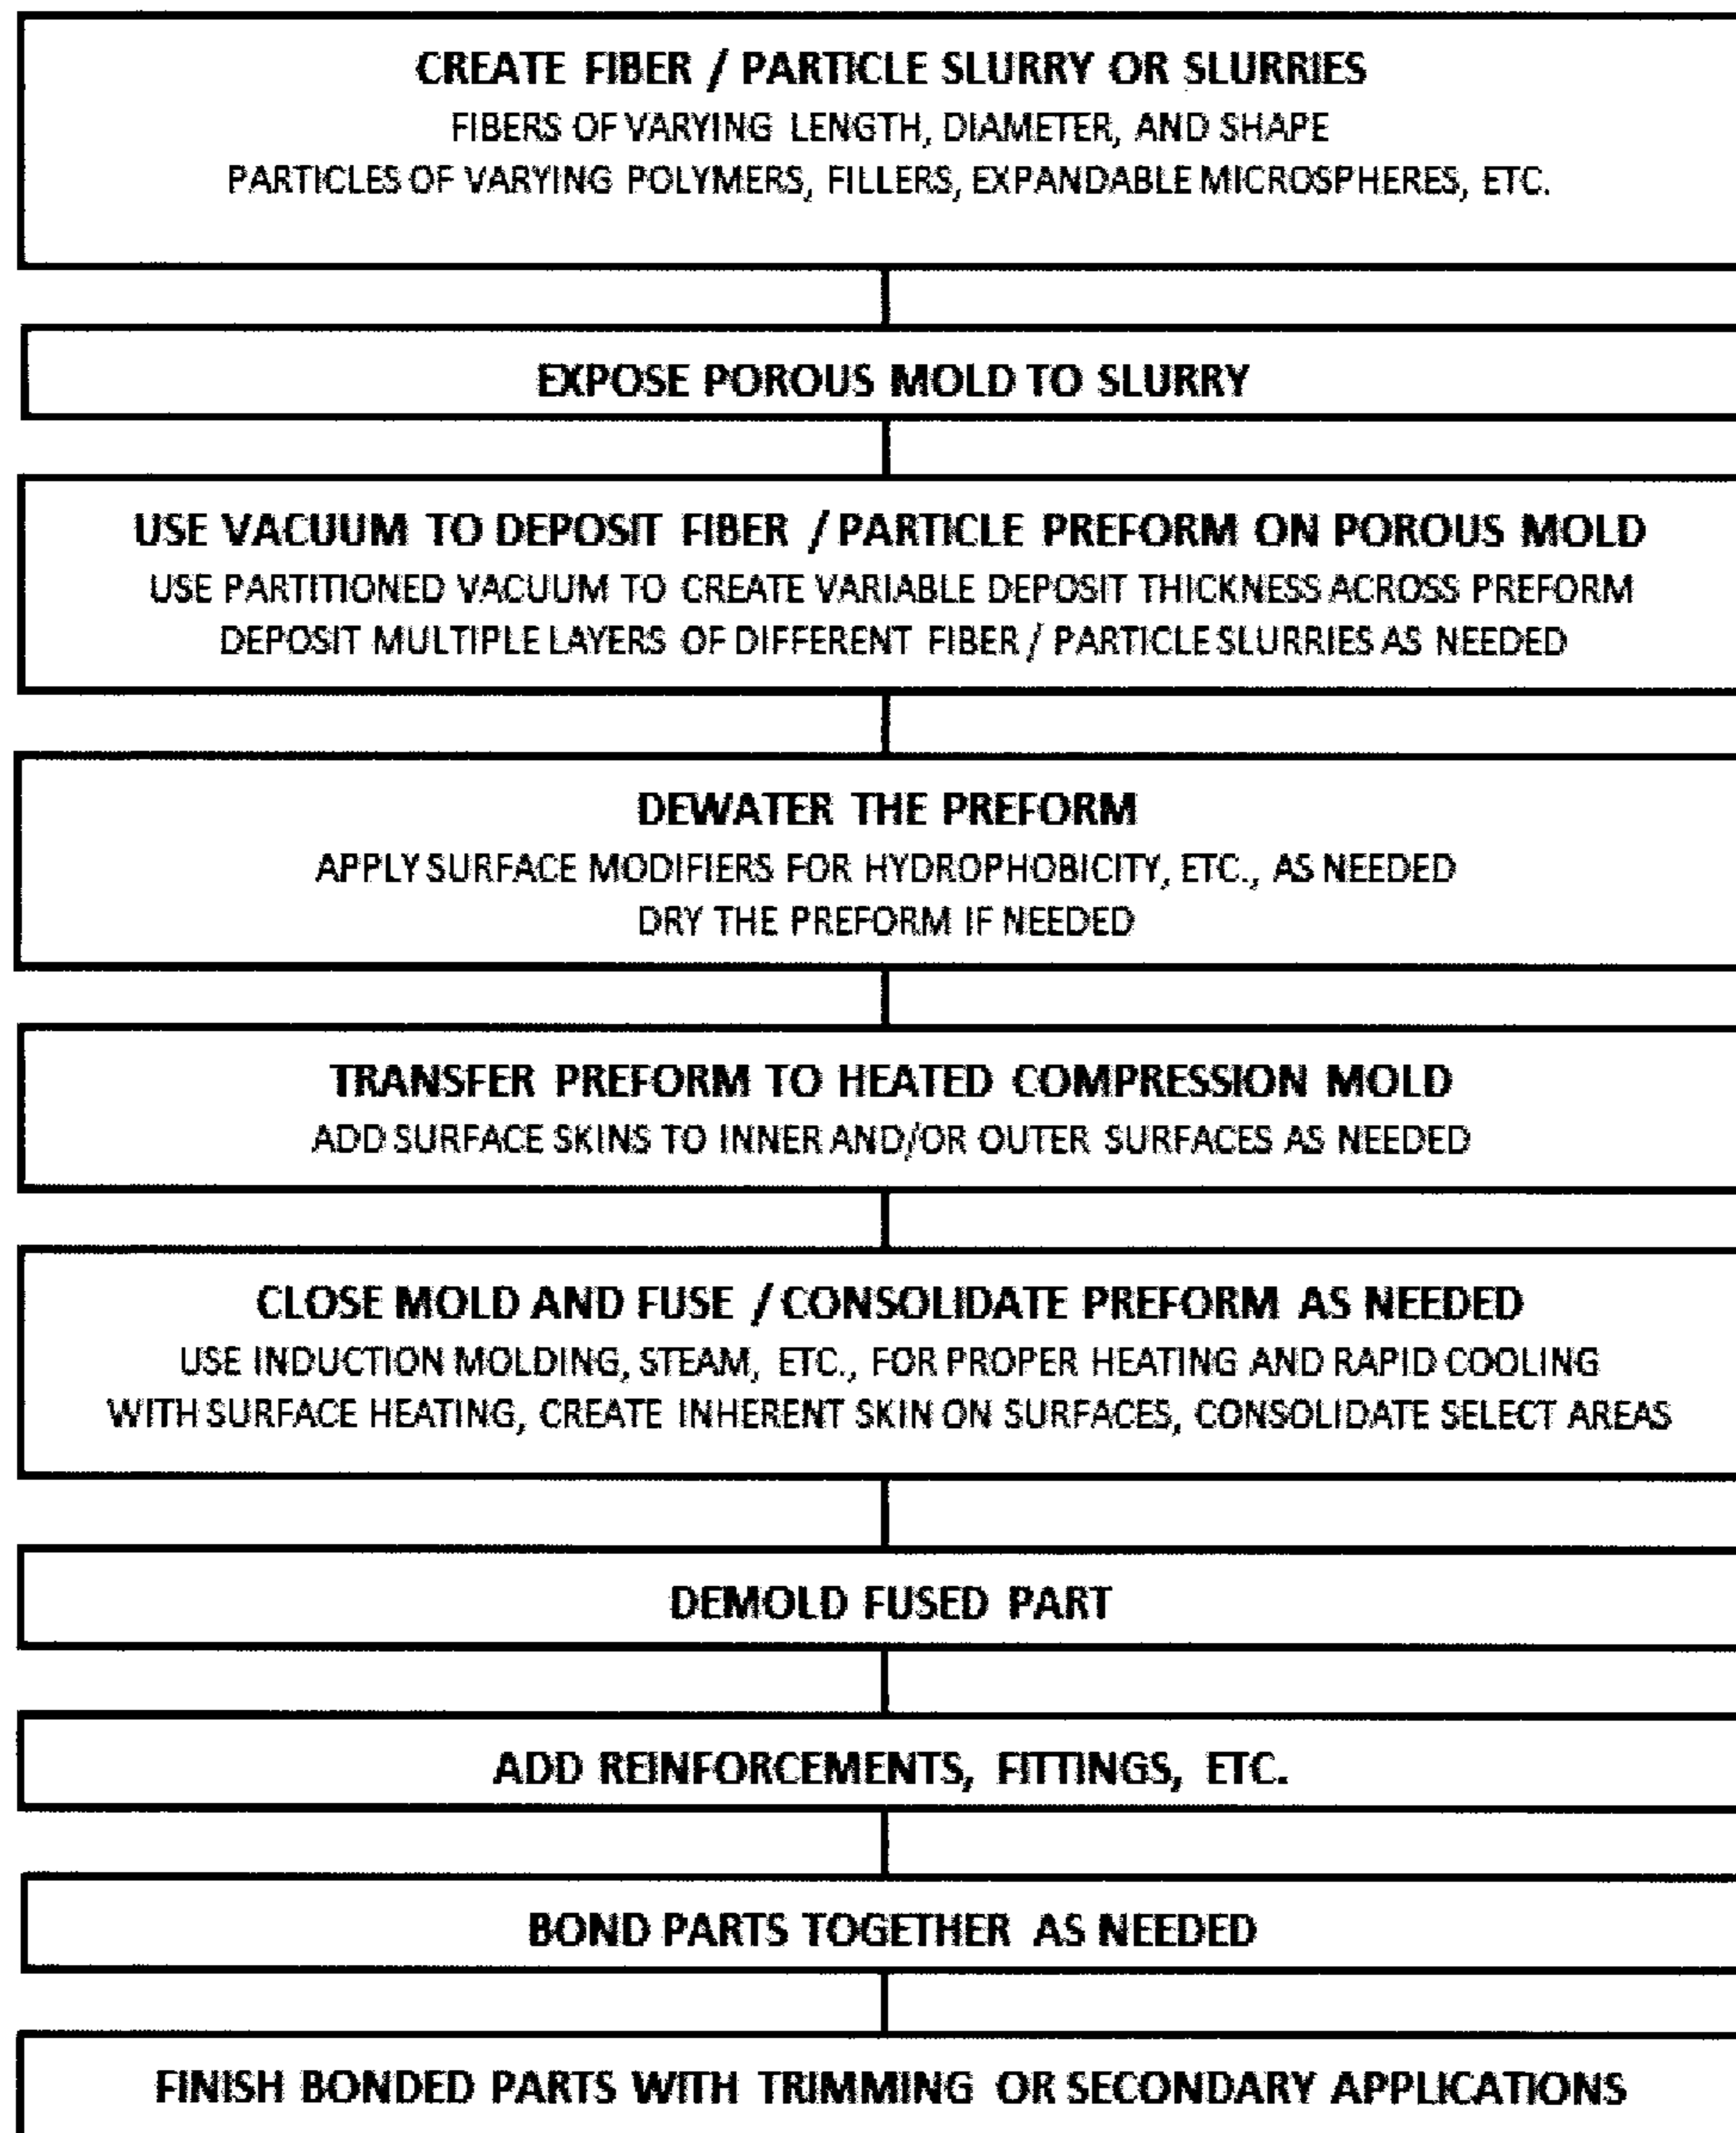 CREATE FIBER / PARTICLE SLURRY OR SLURRIES
FIBERS OF VARYING LENGTH, DIAMETER, AND SHAPE
PARTICLES OF VARYING POLYMERS, FILLERS, EXPANDABLE MICROSPHERES, ETC.
EXPOSE POROUS MOLD TO SLURRY
USE VACUUM TO DEPOSIT FIBER / PARTICLE PREFORM ON POROUS MOLD
USE PARTITIONED VACUUM TO CREATE VARIABLE DEPOSIT THICKNESS ACROSS PREFORM
DEPOSIT MULTIPLE LAYERS OF DIFFERENT FIBER / PARTICLE SLURRIES AS NEEDED
DEWATER THE PREFORM
APPLY SURFACE MODIFIERS FOR HYDROPHOBICITY, ETC., AS NEEDED
DRY THE PREFORM IF NEEDED
TRANSFER PREFORM TO HEATED COMPRESSION MOLD
ADD SURFACE SKINS TO INNER AND/OR OUTER SURFACES AS NEEDED
CLOSE MOLD AND FUSE / CONSOLIDATE PREFORM AS NEEDED
USE INDUCTION MOLDING, STEAM, ETC., FOR PROPER HEATING AND RAPID COOLING
WITH SURFACE HEATING, CREATE INHERENT SKIN ON SURFACES, CONSOLIDATE SELECT AREAS
DEMOLD FUSED PART
ADD REINFORCEMENTS, FITTINGS, ETC.
BOND PARTS TOGETHER AS NEEDED
FINISH BONDED PARTS WITH TRIMMING OR SECONDARY APPLICATIONS